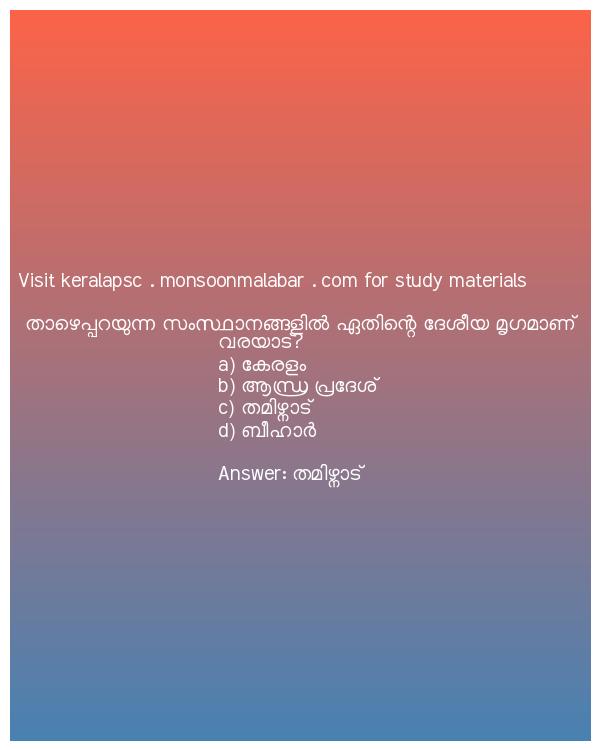 Visit keralapsc . monsoonmalabar . com for study materials
താഴെപ്പറയുന്ന സംസ്ഥാനങ്ങളിൽ ഏതിന്റെ ദേശീയ മൃഗമാണ്
വരയാട്?
a) കേരളം
b) ആന്ധ്ര പ്രദേശ്
c) തമിഴ്നാട്
d) ബീഹാർ
Answer: തമിഴ്നാട്